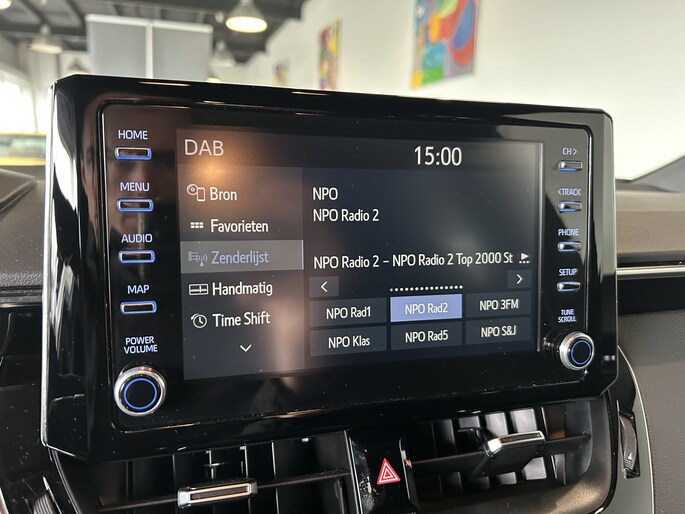 HOME
MENU
AUDIO
MAP
POWER
VOLUME
DAB
15:00
Bron
Favorieten
Zenderlijst
Handmatig
Time Shift
NPO
NPO Radio 2
NPO Radio 2 – NPO Radio 2 Top 2000 St
NPO Rad1
NPO Rad2
NPO 3FM
NPO Klas
NPO Rad5
NPO S&J
CH >
< TRACK
PHONE
SETUP
TUNE
SCROLL